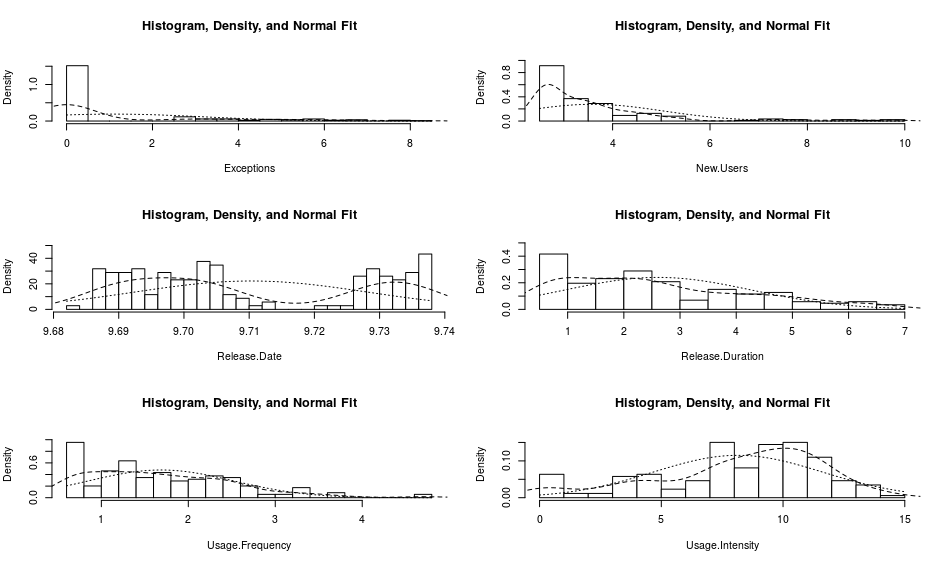 Histogram, Density, and Normal Fit
Density
0.0 1.0
0 2 4 6 8
Exceptions
Histogram, Density, and Normal Fit
Density
0.0 0.4 0.8
4 6 8 10
New.Users
Histogram, Density, and Normal Fit
Density
0 20 40
9.68 9.69 9.70 9.71 9.72 9.73 9.74
Release.Date
Histogram, Density, and Normal Fit
Density
0.0 0.2 0.4
1 2 3 4 5 6 7
Release.Duration
Histogram, Density, and Normal Fit
Density
0.0 0.6
1 2 3 4
Usage.Frequency
Histogram, Density, and Normal Fit
Density
0.00 0.10
0 5 10 15
Usage.Intensity